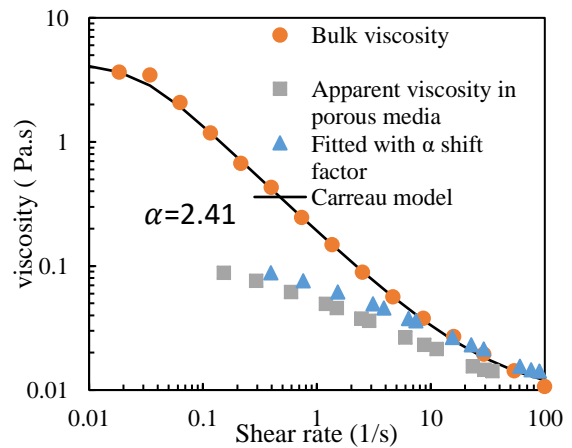 10
1
0.1
0.01
viscosity ( Pa.s)
Bulk viscosity
Apparent viscosity in
porous media
Fitted with α shift
factor
Carreau model
𝛼=2.41
0.01 0.1 1 10 100
Shear rate (1/s)